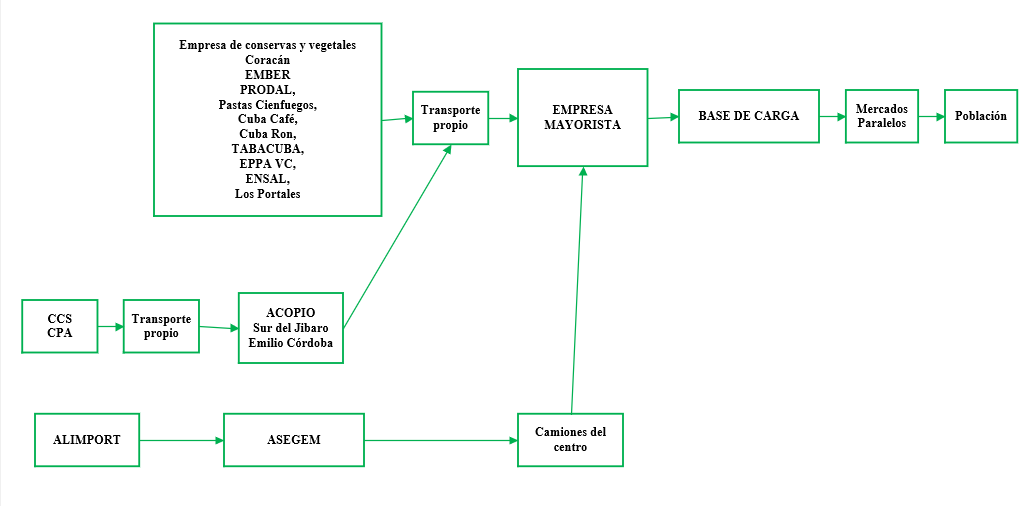 Empresa de conservas y vegetales
Coracán
EMBER
PRODAL,
Pastas Cienfuegos,
Cuba Café,
Cuba Ron,
TABACUBA,
EPPA VC,
ENSAL,
Los Portales
Transporte
propio
EMPRESA
MAYORISTA
BASE DE CARGA
Mercados
Paralelos
Población
CCS
CPA
Transporte
propio
ACOPIO
Sur del Jibaro
Emilio Córdoba
ALIMPORT
ASEGEM
Camiones del
centro